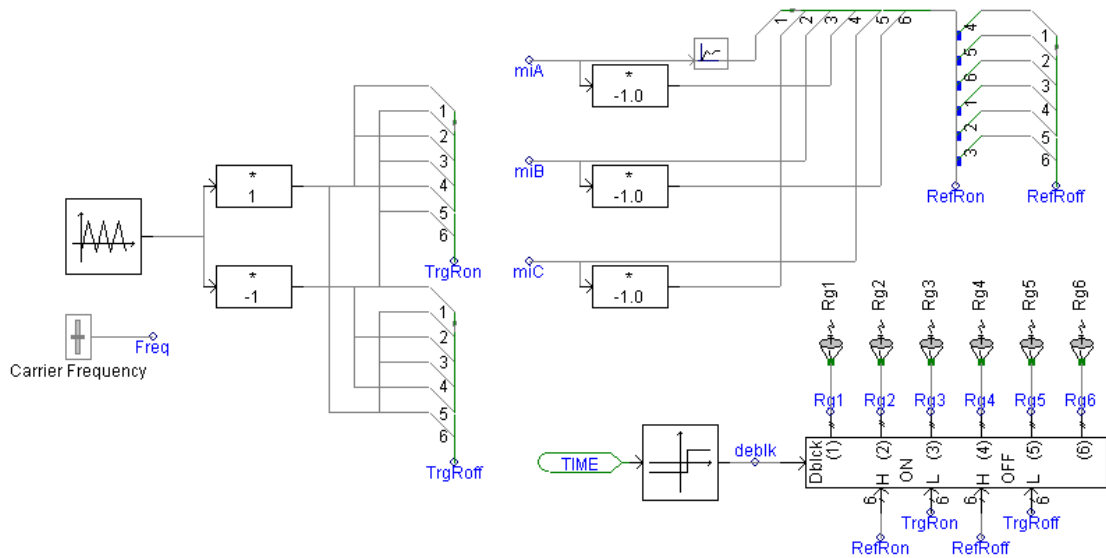 1 2 3 4 5 6
miA
*
-1.0
4 5 6 1 2 3
1 2 3 4 5 6
1 2 3 4 5 6
*
1
miB
*
-1.0
RefRon
RefRoff
TrgRon
miC
*
-1.0
*
-1
1 2 3 4 5 6
Freq
Carrier Frequency
Rg1 Rg2 Rg3 Rg4 Rg5 Rg6
Rg1 Rg2 Rg3 Rg4 Rg5 Rg6
TrgRoff
TIME
deblk
Dblck
(1) (2) (3) (4) (5) (6)
H ON L H OFF L
6 6 6 6
TrgRon
TrgRoff
RefRon
RefRoff